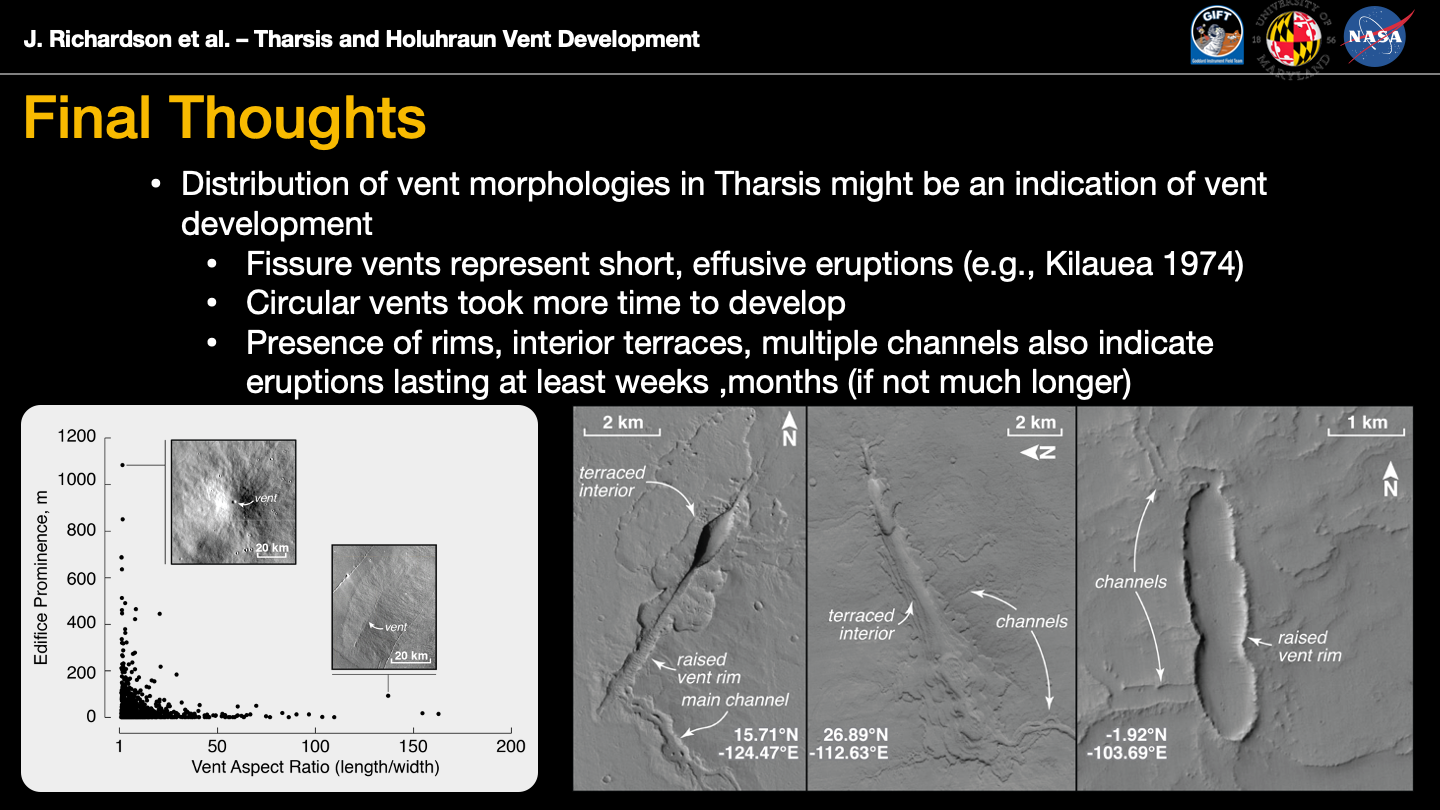 J. Richardson et al. – Tharsis and Holuhraun Vent Development
GIFT
Goddard Instrument Field Team
UNIVERSITY OF
18 56
MARYLAND
NASA
Final Thoughts
• Distribution of vent morphologies in Tharsis might be an indication of vent
development
• Fissure vents represent short, effusive eruptions (e.g., Kilauea 1974)
• Circular vents took more time to develop
• Presence of rims, interior terraces, multiple channels also indicate
eruptions lasting at least weeks ,months (if not much longer)
Edifice Prominence, m
1200
1000
800
600
400
200
0
1
50
100
150
200
Vent Aspect Ratio (length/width)
vent
20 km
vent
20 km
2 km
N
terraced
interior
raised
vent rim
main channel
15.71°N
-124.47°E
2 km
N
terraced
interior
channels
26.89°N
-112.63°E
1 km
N
channels
raised
vent rim
-1.92°N
-103.69°E